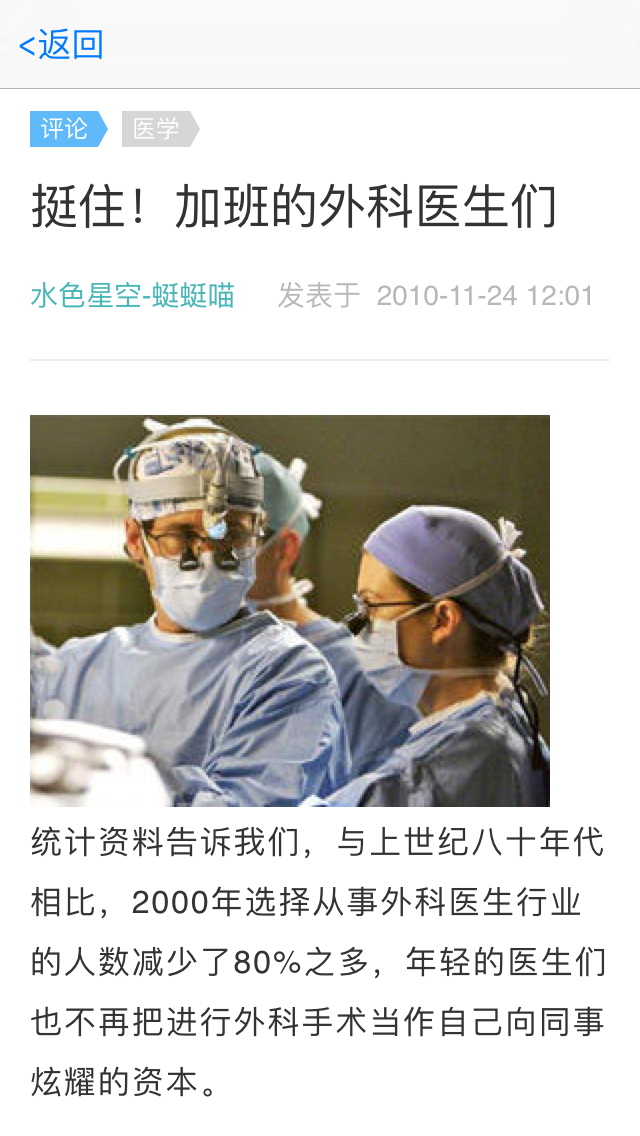 <返回
评论 医学
挺住！加班的外科医生们
水色星空-蜓蜓喵 发表于 2010-11-24 12:01
统计资料告诉我们，与上世纪八十年代
相比，2000年选择从事外科医生行业
的人数减少了80%之多，年轻的医生们
也不再把进行外科手术当作自己向同事
炫耀的资本。